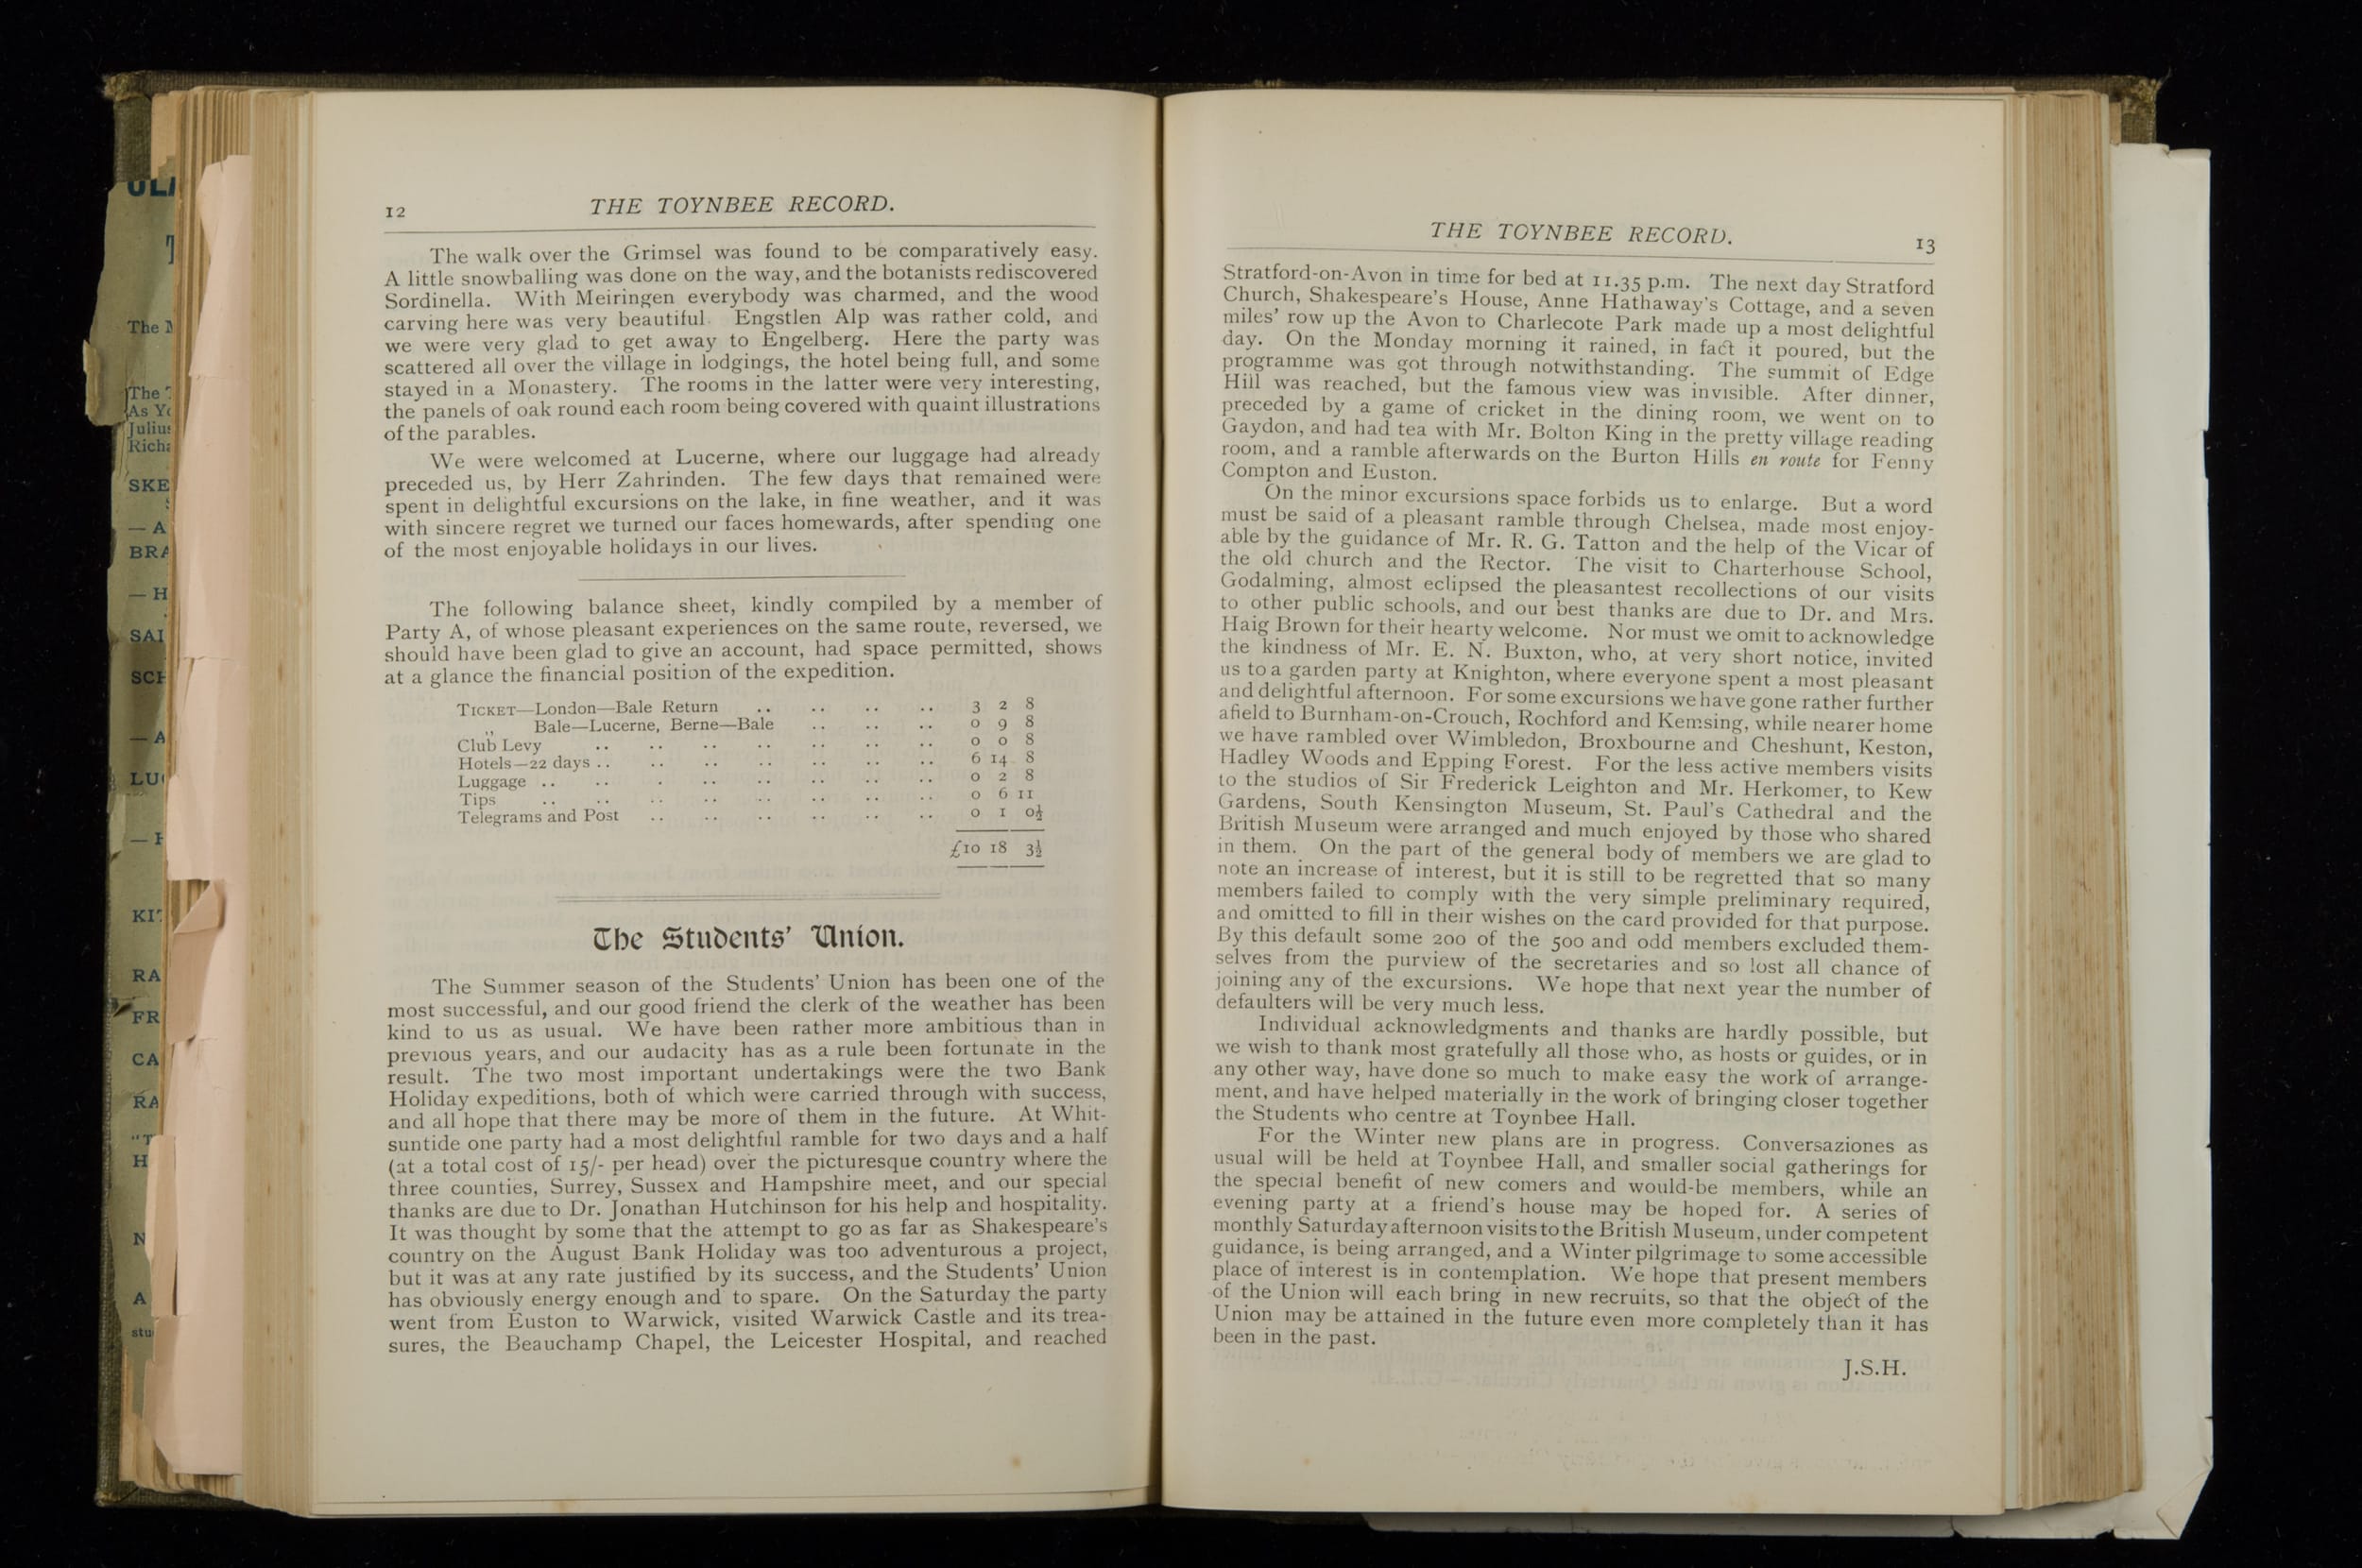 12
THE TOYNBEE RECORD.
The walk over the Grimsel was found to be comparatively easy.
A little snowballing was done on the way, and the botanists rediscovered
Sordinella. With Meiringen everybody was charmed, and the wood
carving here was very beautiful. Engstlen Alp was rather cold, and
we were very glad to get away to Engelberg. Here the party was
scattered all over the village in lodgings, the hotel being full, and some
stayed in a Monastery. The rooms in the latter were very interesting,
the panels of oak round each room being covered with quaint illustrations
of the parables.
We were welcomed at Lucerne, where our luggage had already
preceded us, by Herr Zahrinden. The few days that remained were
spent in delightful excursions on the lake, in fine weather, and it was
with sincere regret we turned our faces homewards, after spending one
of the most enjoyable holidays in our lives.
The following balance sheet, kindly compiled by a member of
Party A, of whose pleasant experiences on the same route, reversed, we
should have been glad to give an account, had space permitted, shows
at a glance the financial position of the expedition.
TICKET—London—Bale Return .. .. .. .. 3 2 8
„ Bale—Lucerne, Berne—Bale .. .. .. 0 9 8
Club Levy .. .. .. .. .. .. .. 0 0 8
Hotels—22 days .. .. .. .. .. .. .. 6 14 8
Luggage .. .. . .. .. .. .. .. 0 2 8
Tips .. .. .. .. .. .. .. .. 0 6 11
Telegrams and Post .. .. .. .. .. .. 0 1 0½
£10 18 3½
The Students' Union.
The Summer season of the Students' Union has been one of the
most successful, and our good friend the clerk of the weather has been
kind to us as usual. We have been rather more ambitious than in
previous years, and our audacity has as a rule been fortunate in the
result. The two most important undertakings were the two Bank
Holiday expeditions, both of which were carried through with success,
and all hope that there may be more of them in the future. At Whit-
suntide one party had a most delightful ramble for two days and a half
(at a total cost of 15/- per head) over the picturesque country where the
three counties, Surrey, Sussex and Hampshire meet, and our special
thanks are due to Dr. Jonathan Hutchinson for his help and hospitality.
It was thought by some that the attempt to go as far as Shakespeare's
country on the August Bank Holiday was too adventurous a project,
but it was at any rate justified by its success, and the Students' Union
has obviously energy enough and to spare. On the Saturday the party
went from Euston to Warwick, visited Warwick Castle and its trea-
sures, the Beauchamp Chapel, the Leicester Hospital, and reached
THE TOYNBEE RECORD.
13
Stratford-on-Avon in time for bed at 11.35 p.m. The next day Stratford
Church, Shakespeare's House, Anne Hathaway's Cottage, and a seven
miles' row up the Avon to Charlecote Park made up a most delightful
day. On the Monday morning it rained, in fact it poured, but the
programme was got through notwithstanding. The summit of Edge
Hill was reached, but the famous view was invisible. After dinner,
preceded by a game of cricket in the dining room, we went on to
Gaydon, and had tea with Mr. Bolton King in the pretty village reading
room, and a ramble afterwards on the Burton Hills en route for Fenny
Compton and Euston.
On the minor excursions space forbids us to enlarge. But a word
must be said of a pleasant ramble through Chelsea, made most enjoy-
able by the guidance of Mr. R. G. Tatton and the help of the Vicar of
the old church and the Rector. The visit to Charterhouse School,
Godalming, almost eclipsed the pleasantest recollections of our visits
to other public schools, and our best thanks are due to Dr. and Mrs.
Haig Brown for their hearty welcome. Nor must we omit to acknowledge
the kindness of Mr. E. N. Buxton, who, at very short notice, invited
us to a garden party at Knighton, where everyone spent a most pleasant
and delightful afternoon. For some excursions we have gone rather further
afield to Burnham-on-Crouch, Rochford and Kemsing, while nearer home
we have rambled over Wimbledon, Broxbourne and Cheshunt, Keston,
Hadley Woods and Epping Forest. For the less active members visits
to the studios of Sir Frederick Leighton and Mr. Herkomer, to Kew
Gardens, South Kensington Museum, St. Paul's Cathedral and the
British Museum were arranged and much enjoyed by those who shared
in them. On the part of the general body of members we are glad to
note an increase of interest, but it is still to be regretted that so many
members failed to comply with the very simple preliminary required,
and omitted to fill in their wishes on the card provided for that purpose.
By this default some 200 of the 500 and odd members excluded them-
selves from the purview of the secretaries and so lost all chance of
joining any of the excursions. We hope that next year the number of
defaulters will be very much less.
Individual acknowledgments and thanks are hardly possible, but
we wish to thank most gratefully all those who, as hosts or guides, or in
any other way, have done so much to make easy the work of arrange-
ment, and have helped materially in the work of bringing closer together
the Students who centre at Toynbee Hall.
For the Winter new plans are in progress. Conversaziones as
usual will be held at Toynbee Hall, and smaller social gatherings for
the special benefit of new comers and would-be members, while an
evening party at a friend's house may be hoped for. A series of
monthly Saturday afternoon visits to the British Museum, under competent
guidance, is being arranged, and a Winter pilgrimage to some accessible
place of interest is in contemplation. We hope that present members
of the Union will each bring in new recruits, so that the object of the
Union may be attained in the future even more completely than it has
been in the past.
J.S.H.